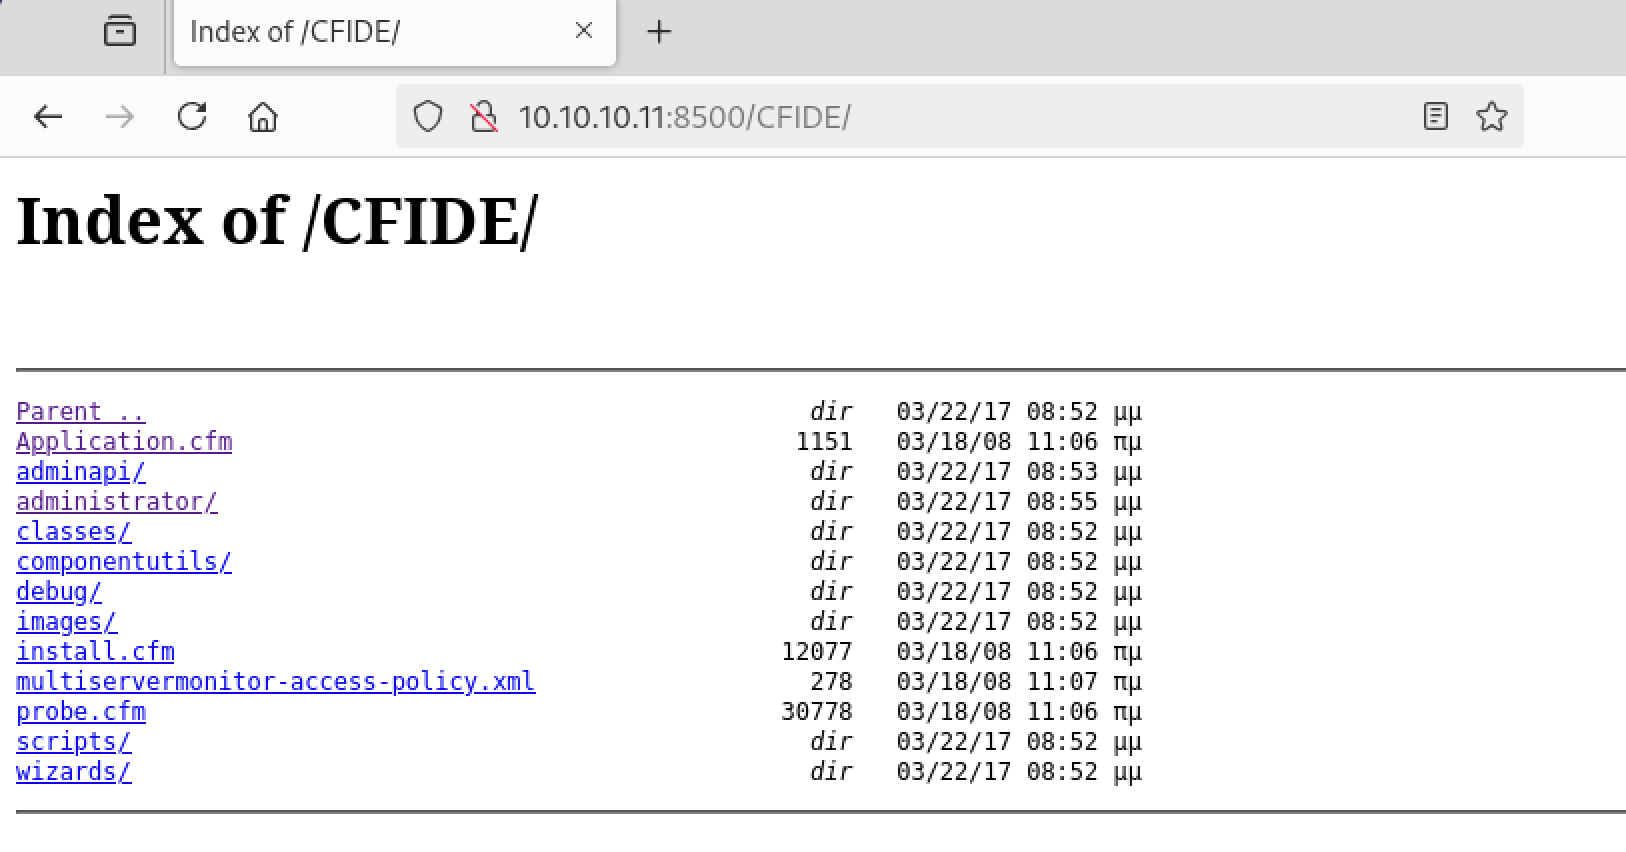 Index of /CFIDE/
10.10.10.11:8500/CFIDE/
Index of /CFIDE/
Parent .. dir 03/22/17 08:52 μμ
Application.cfm 1151 03/18/08 11:06 πμ
adminapi/ dir 03/22/17 08:53 μμ
administrator/ dir 03/22/17 08:55 μμ
classes/ dir 03/22/17 08:52 μμ
componentutils/ dir 03/22/17 08:52 μμ
debug/ dir 03/22/17 08:52 μμ
images/ dir 03/22/17 08:52 μμ
install.cfm 12077 03/18/08 11:06 πμ
multiservermonitor-access-policy.xml 278 03/18/08 11:07 πμ
probe.cfm 30778 03/18/08 11:06 πμ
scripts/ dir 03/22/17 08:52 μμ
wizards/ dir 03/22/17 08:52 μμ